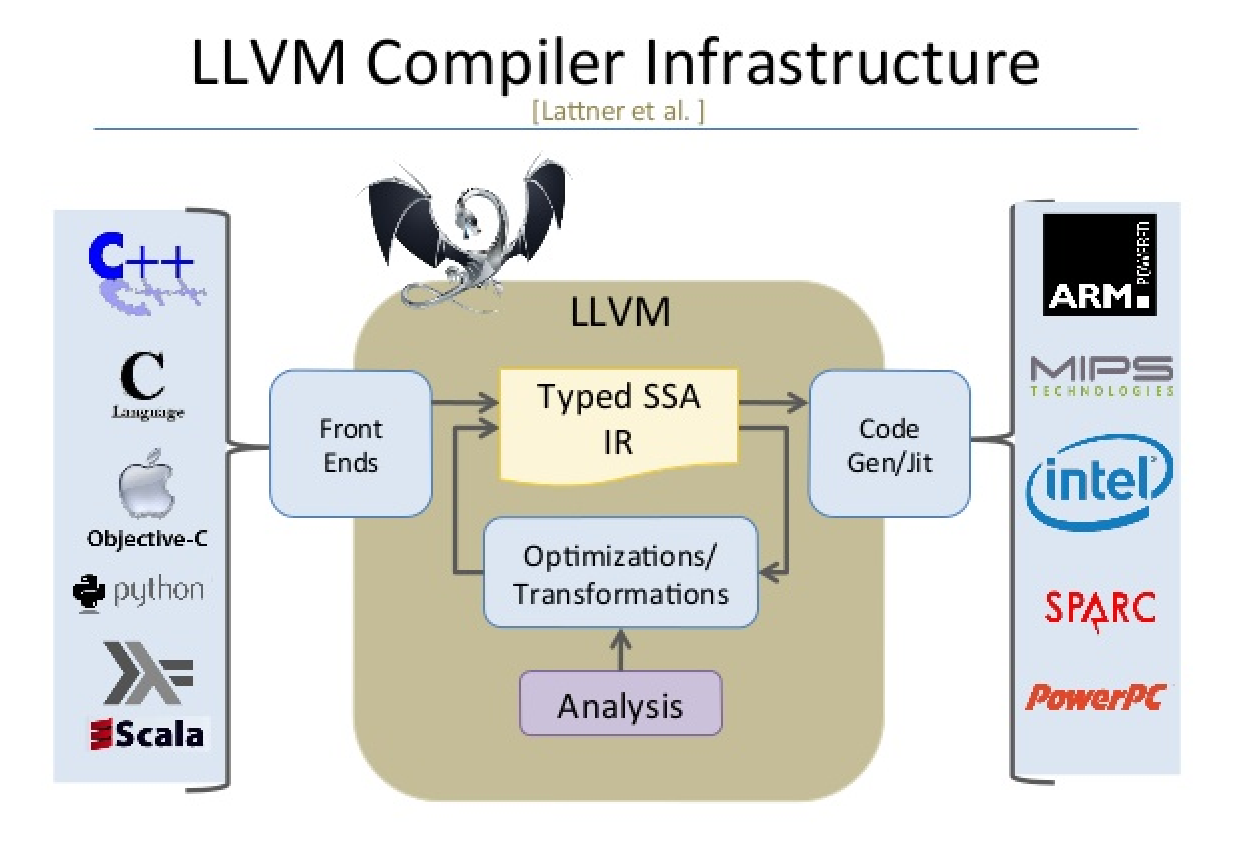 LLVM Compiler Infrastructure
[Lattner et al. ]
C++
C
Language
Objective-C
python
Scala
LLVM
Front
Ends
Typed SSA
IR
Code
Gen/Jit
Optimizations/
Transformations
Analysis
ARM POWERED
MIPS
TECHNOLOGIES
intel
SPARC
PowerPC